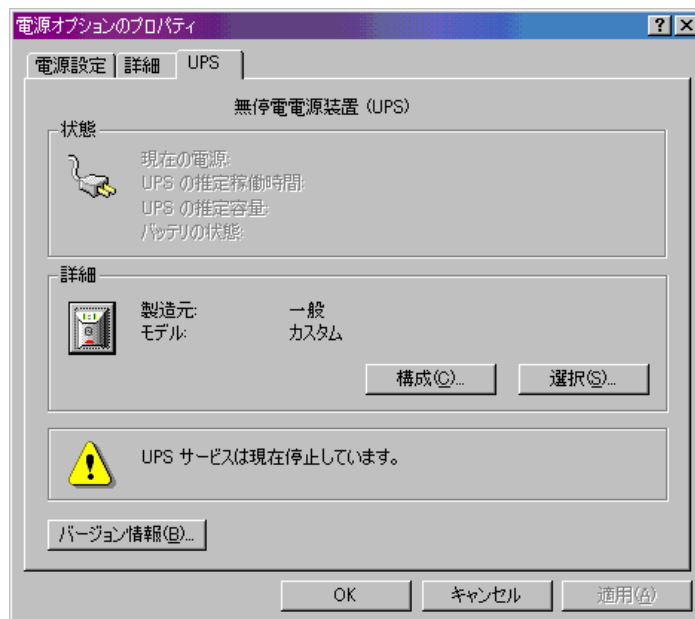 電源オプションのプロパティ
電源設定 詳細 UPS
無停電電源装置 (UPS)
状態
現在の電源:
UPS の推定稼働時間:
UPS の推定容量:
バッテリの状態:
詳細
製造元: 一般
モデル: カスタム
構成(C)... 選択(S)...
UPS サービスは現在停止しています。
バージョン情報(B)...
OK キャンセル 適用(A)